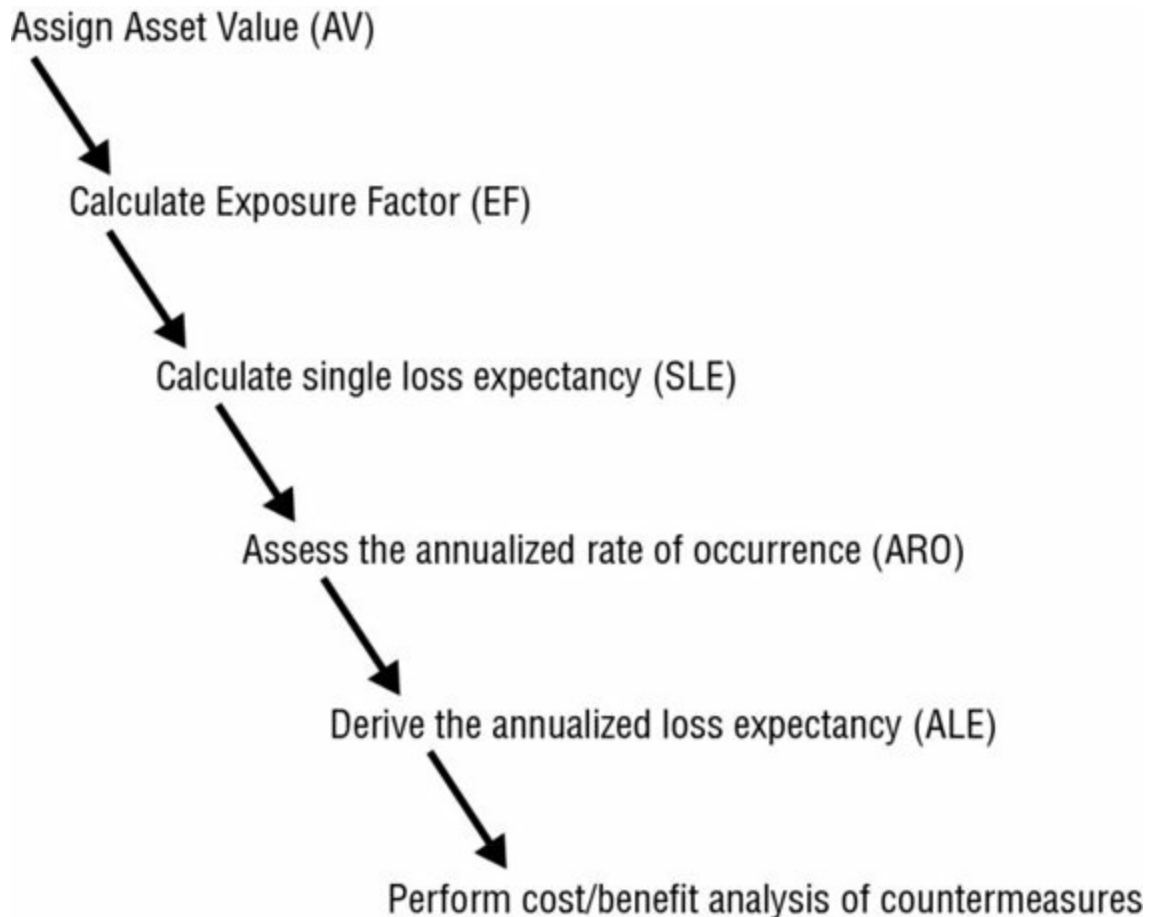 Assign Asset Value (AV)
Calculate Exposure Factor (EF)
Calculate single loss expectancy (SLE)
Assess the annualized rate of occurrence (ARO)
Derive the annualized loss expectancy (ALE)
Perform cost/benefit analysis of countermeasures